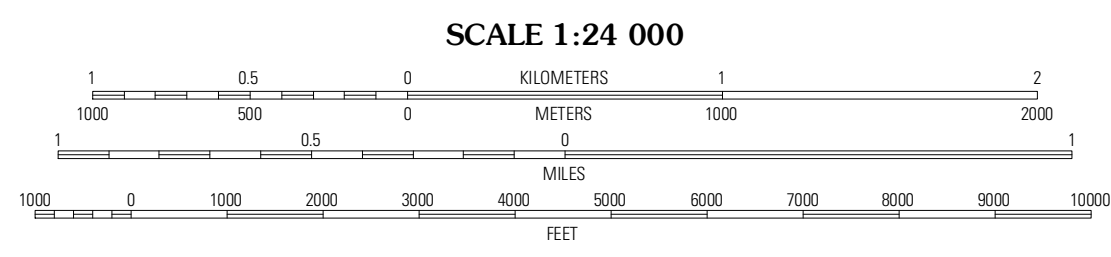 SCALE 1:24 000
1 0.5 0 KILOMETERS 1 2
1000 500 0 METERS 1000 2000
1 0.5 0 1
MILES
1000 0 1000 2000 3000 4000 5000 6000 7000 8000 9000 10000
FEET